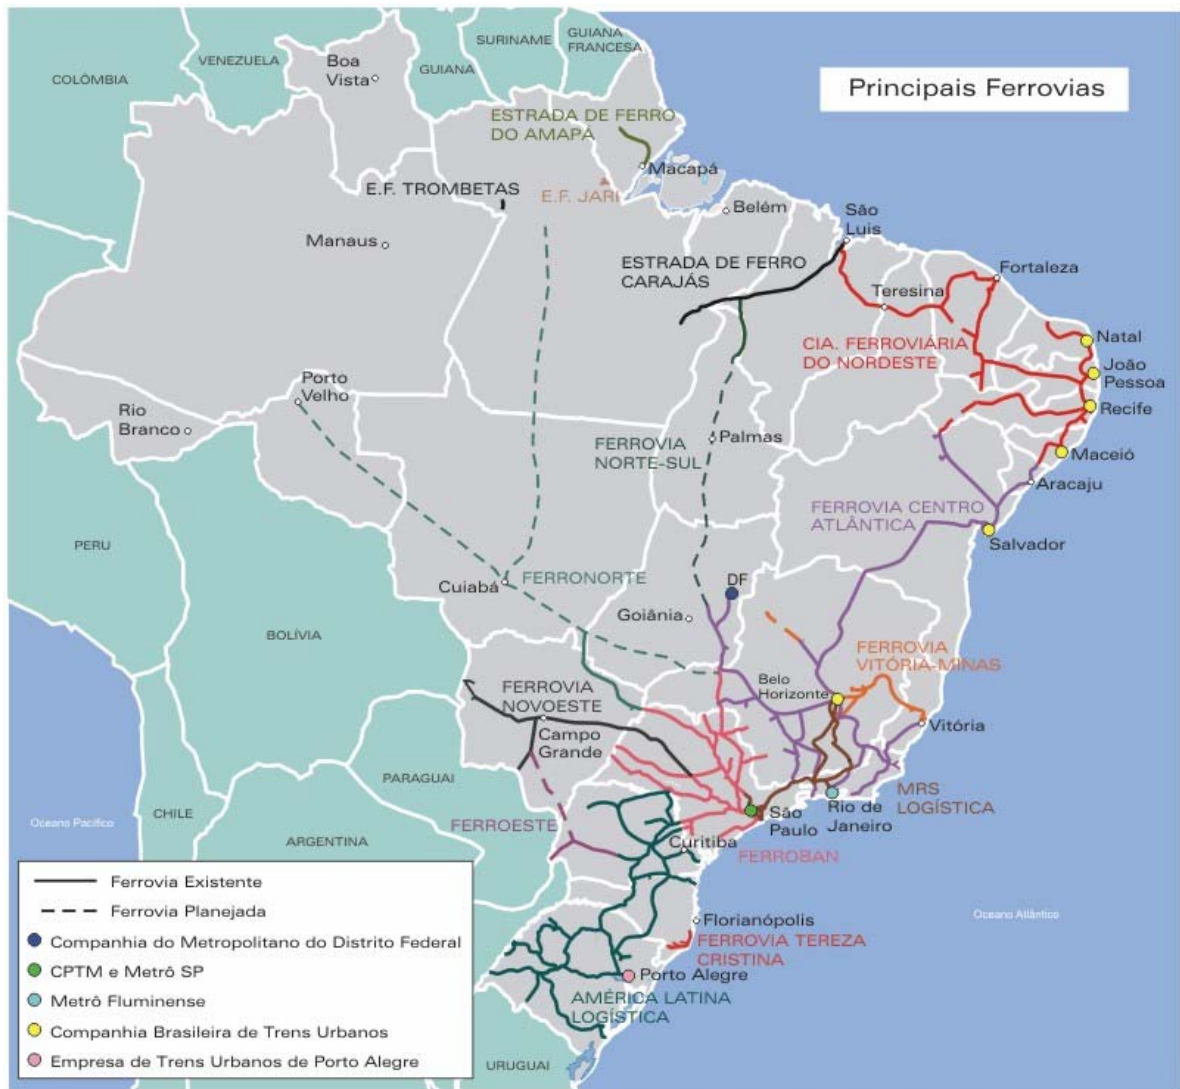 Principais Ferrovias
COLÔMBIA
VENEZUELA
GUIANA
SURINAME
GUIANA
FRANCESA
Boa
Vista
ESTRADA DE FERRO
DO AMAPÁ
Macapá
E.F. TROMBETAS
E.F. JARI
Belém
São
Luis
Manaus
ESTRADA DE FERRO
CARAJÁS
Teresina
Fortaleza
CIA. FERROVIÁRIA
DO NORDESTE
Natal
João
Pessoa
Recife
Maceió
Aracaju
Porto
Velho
Rio
Branco
FERROVIA
NORTE-SUL
Palmas
FERROVIA CENTRO
ATLÂNTICA
Salvador
PERU
Cuiabá
FERRONORTE
DF
Goiânia
BOLÍVIA
FERROVIA
VITÓRIA-MINAS
Belo
Horizonte
Vitória
FERROVIA
NOVOESTE
Campo
Grande
PARAGUAI
CHILE
MRS
LOGÍSTICA
Rio de
Janeiro
São
Paulo
Oceano Pacífico
ARGENTINA
FERROESTE
Curitiba
FERROBAN
Florianópolis
FERROVIA TEREZA
CRISTINA
Oceano Atlântico
Porto Alegre
AMÉRICA LATINA
LOGÍSTICA
URUGUAI
Ferrovia Existente
Ferrovia Planejada
Companhia do Metropolitano do Distrito Federal
CPTM e Metrô SP
Metrô Fluminense
Companhia Brasileira de Trens Urbanos
Empresa de Trens Urbanos de Porto Alegre